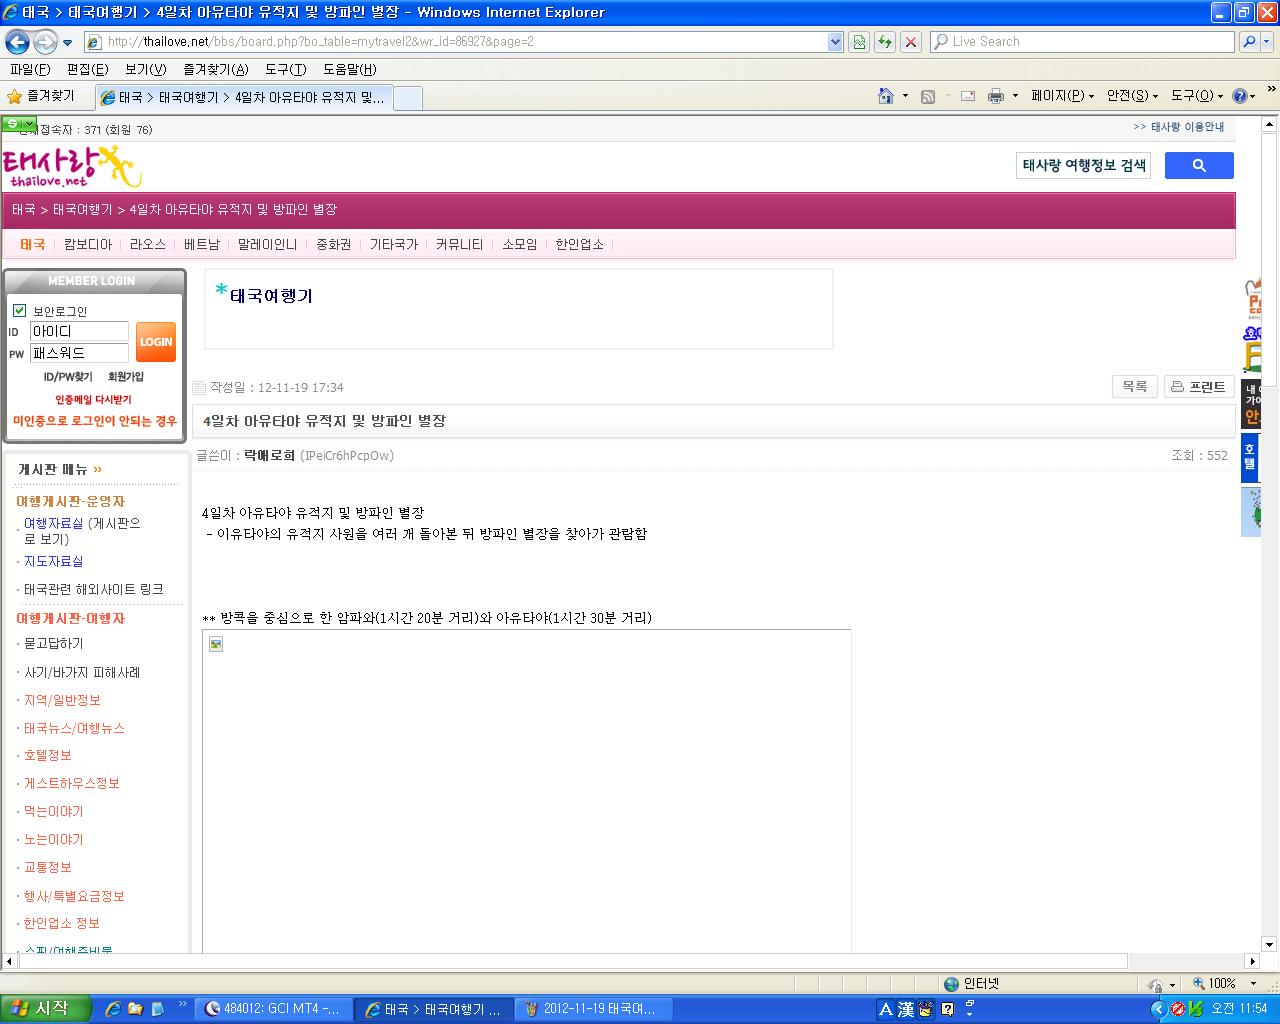 태국 > 태국여행기 > 4일차 아유타야 유적지 및 방파인 별장 - Windows Internet Explorer
http://thailove.net/bbs/board.php?bo_table=mytravel2&wr_id=86927&page=2
Live Search
파일(F) 편집(E) 보기(V) 즐겨찾기(A) 도구(T) 도움말(H)
즐겨찾기
태국 > 태국여행기 > 4일차 아유타야 유적지 및...
페이지(P) 안전(S) 도구(O)
접속자 : 371 (회원 76)
>> 태사랑 이용안내
태사랑
thailove.net
태사랑 여행정보 검색
태국 > 태국여행기 > 4일차 아유타야 유적지 및 방파인 별장
태국 캄보디아 라오스 베트남 말레이인니 중화권 기타국가 커뮤니티 소모임 한인업소
MEMBER LOGIN
보안로그인
ID 아이디
LOGIN
PW 패스워드
ID/PW찾기 회원가입
인증메일 다시받기
미인증으로 로그인이 안되는 경우
*태국여행기
작성일 : 12-11-19 17:34
목록 프린트
4일차 아유타야 유적지 및 방파인 별장
글쓴이 : 락애로희 (IPeiCr6hPcpOw)
조회 : 552
게시판 메뉴 »
여행게시판-운영자
· 여행자료실 (게시판으
로 보기)
· 지도자료실
· 태국관련 해외사이트 링크
여행게시판-여행자
· 묻고답하기
· 사기/바가지 피해사례
· 지역/일반정보
· 태국뉴스/여행뉴스
· 호텔정보
· 게스트하우스정보
· 먹는이야기
· 노는이야기
· 교통정보
· 행사/특별요금정보
· 한인업소 정보
4일차 아유타야 유적지 및 방파인 별장
- 이유타야의 유적지 사원을 여러 개 돌아본 뒤 방파인 별장을 찾아가 관람함
** 방콕을 중심으로 한 암파와(1시간 20분 거리)와 아유타야(1시간 30분 거리)
호
텔
인터넷
100%
시작
484012: GCI MT4 -...
태국 > 태국여행기 ...
2012-11-19 태국여...
A 漢
오전 11:54